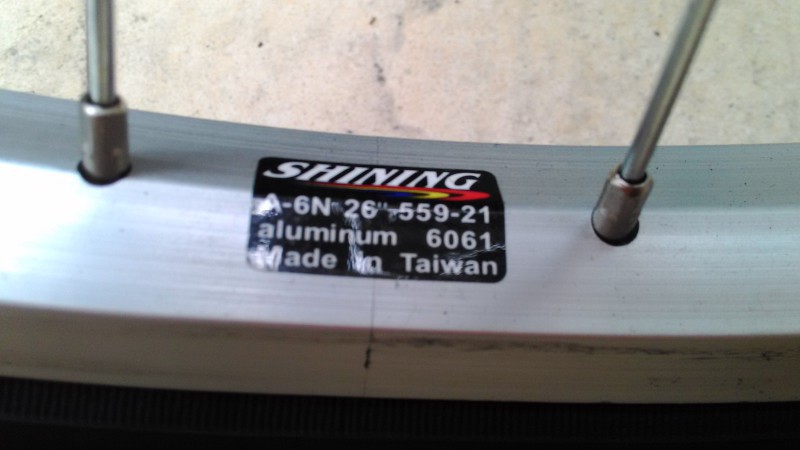 SHINING
A-6N 26"-559-21
aluminum 6061
Made in Taiwan